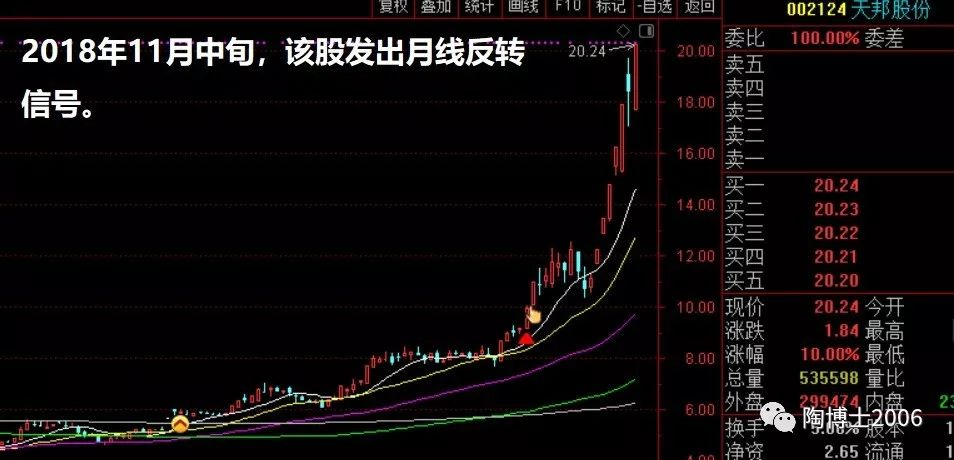 复权 叠加 统计 画线 F10 标记 -自选 返回
002124 天邦股份
2018年11月中旬，该股发出月线反转
信号。
20.24
20.00
18.00
16.00
14.00
12.00
10.00
8.00
6.00
委比 100.00% 委差
卖五
卖四
卖三
卖二
卖一
买一 20.24
买二 20.23
买三 20.22
买四 20.21
买五 20.20
现价 20.24 今开
涨跌 1.84 最高
涨幅 10.00% 最低
总量 535598 量比
外盘 299474 内盘
换手 股本
净资 2.65 流通
陶博士2006